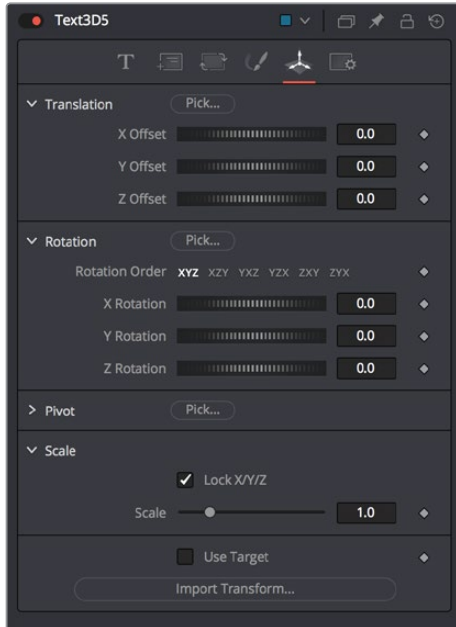 Text3D5
T
Translation Pick...
X Offset 0.0
Y Offset 0.0
Z Offset 0.0
Rotation Pick...
Rotation Order XYZ XZY YXZ YZX ZXY ZYX
X Rotation 0.0
Y Rotation 0.0
Z Rotation 0.0
Pivot Pick...
Scale
Lock X/Y/Z
Scale 1.0
Use Target
Import Transform...